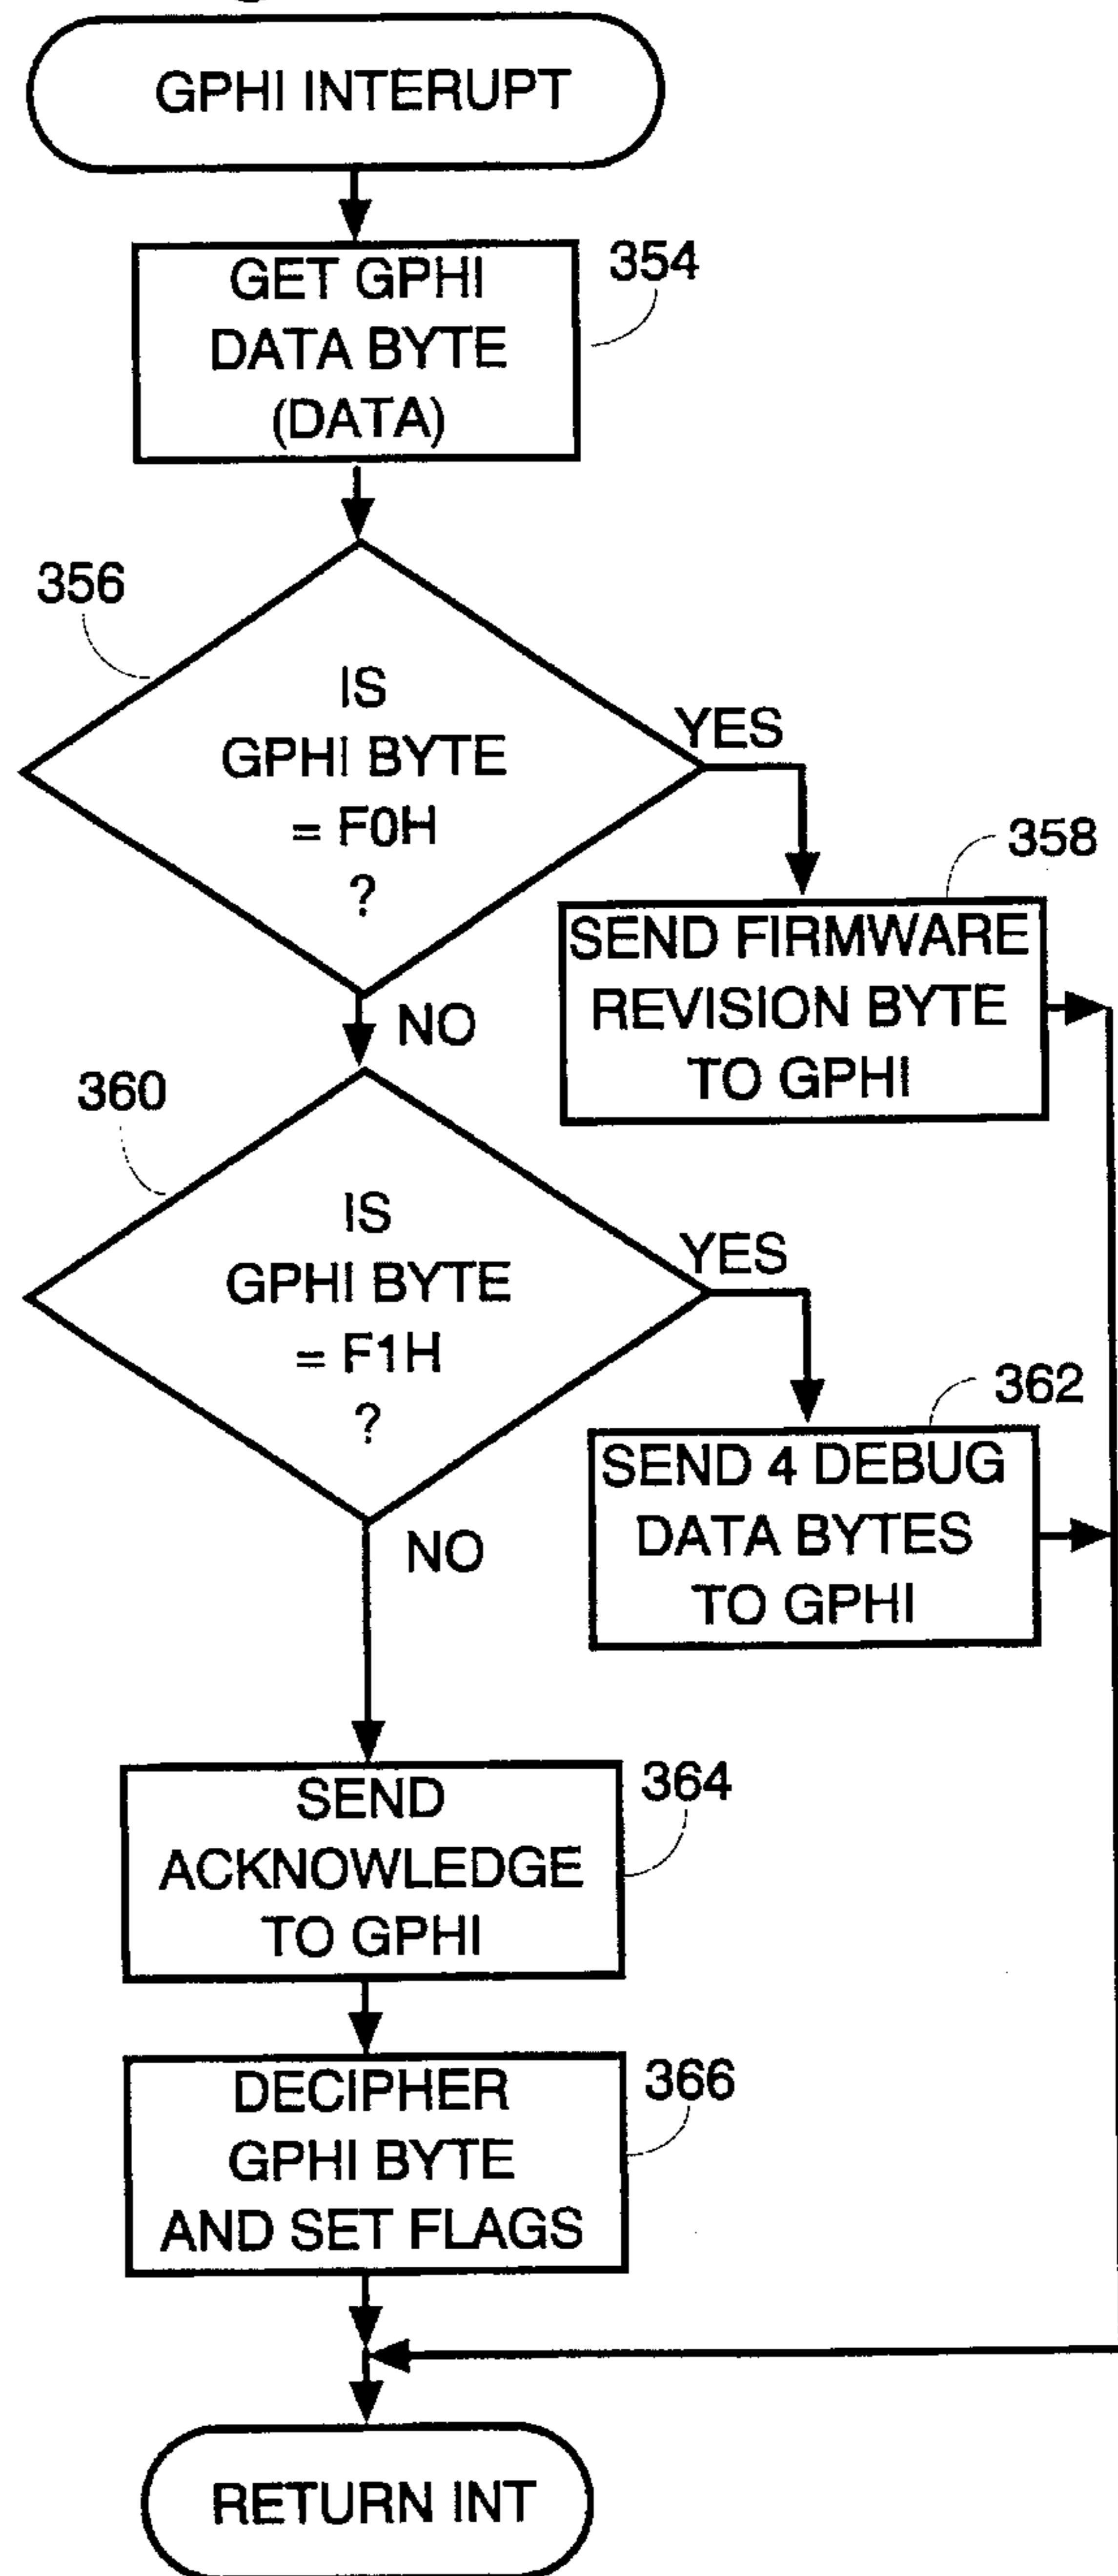 GPHI INTERUPT
354
GET GPHI
DATA BYTE
(DATA)
356
IS
GPHI BYTE
= F0H
?
YES
358
SEND FIRMWARE
REVISION BYTE
TO GPHI
NO
360
IS
GPHI BYTE
= F1H
?
YES
362
SEND 4 DEBUG
DATA BYTES
TO GPHI
NO
364
SEND
ACKNOWLEDGE
TO GPHI
366
DECIPHER
GPHI BYTE
AND SET FLAGS
RETURN INT